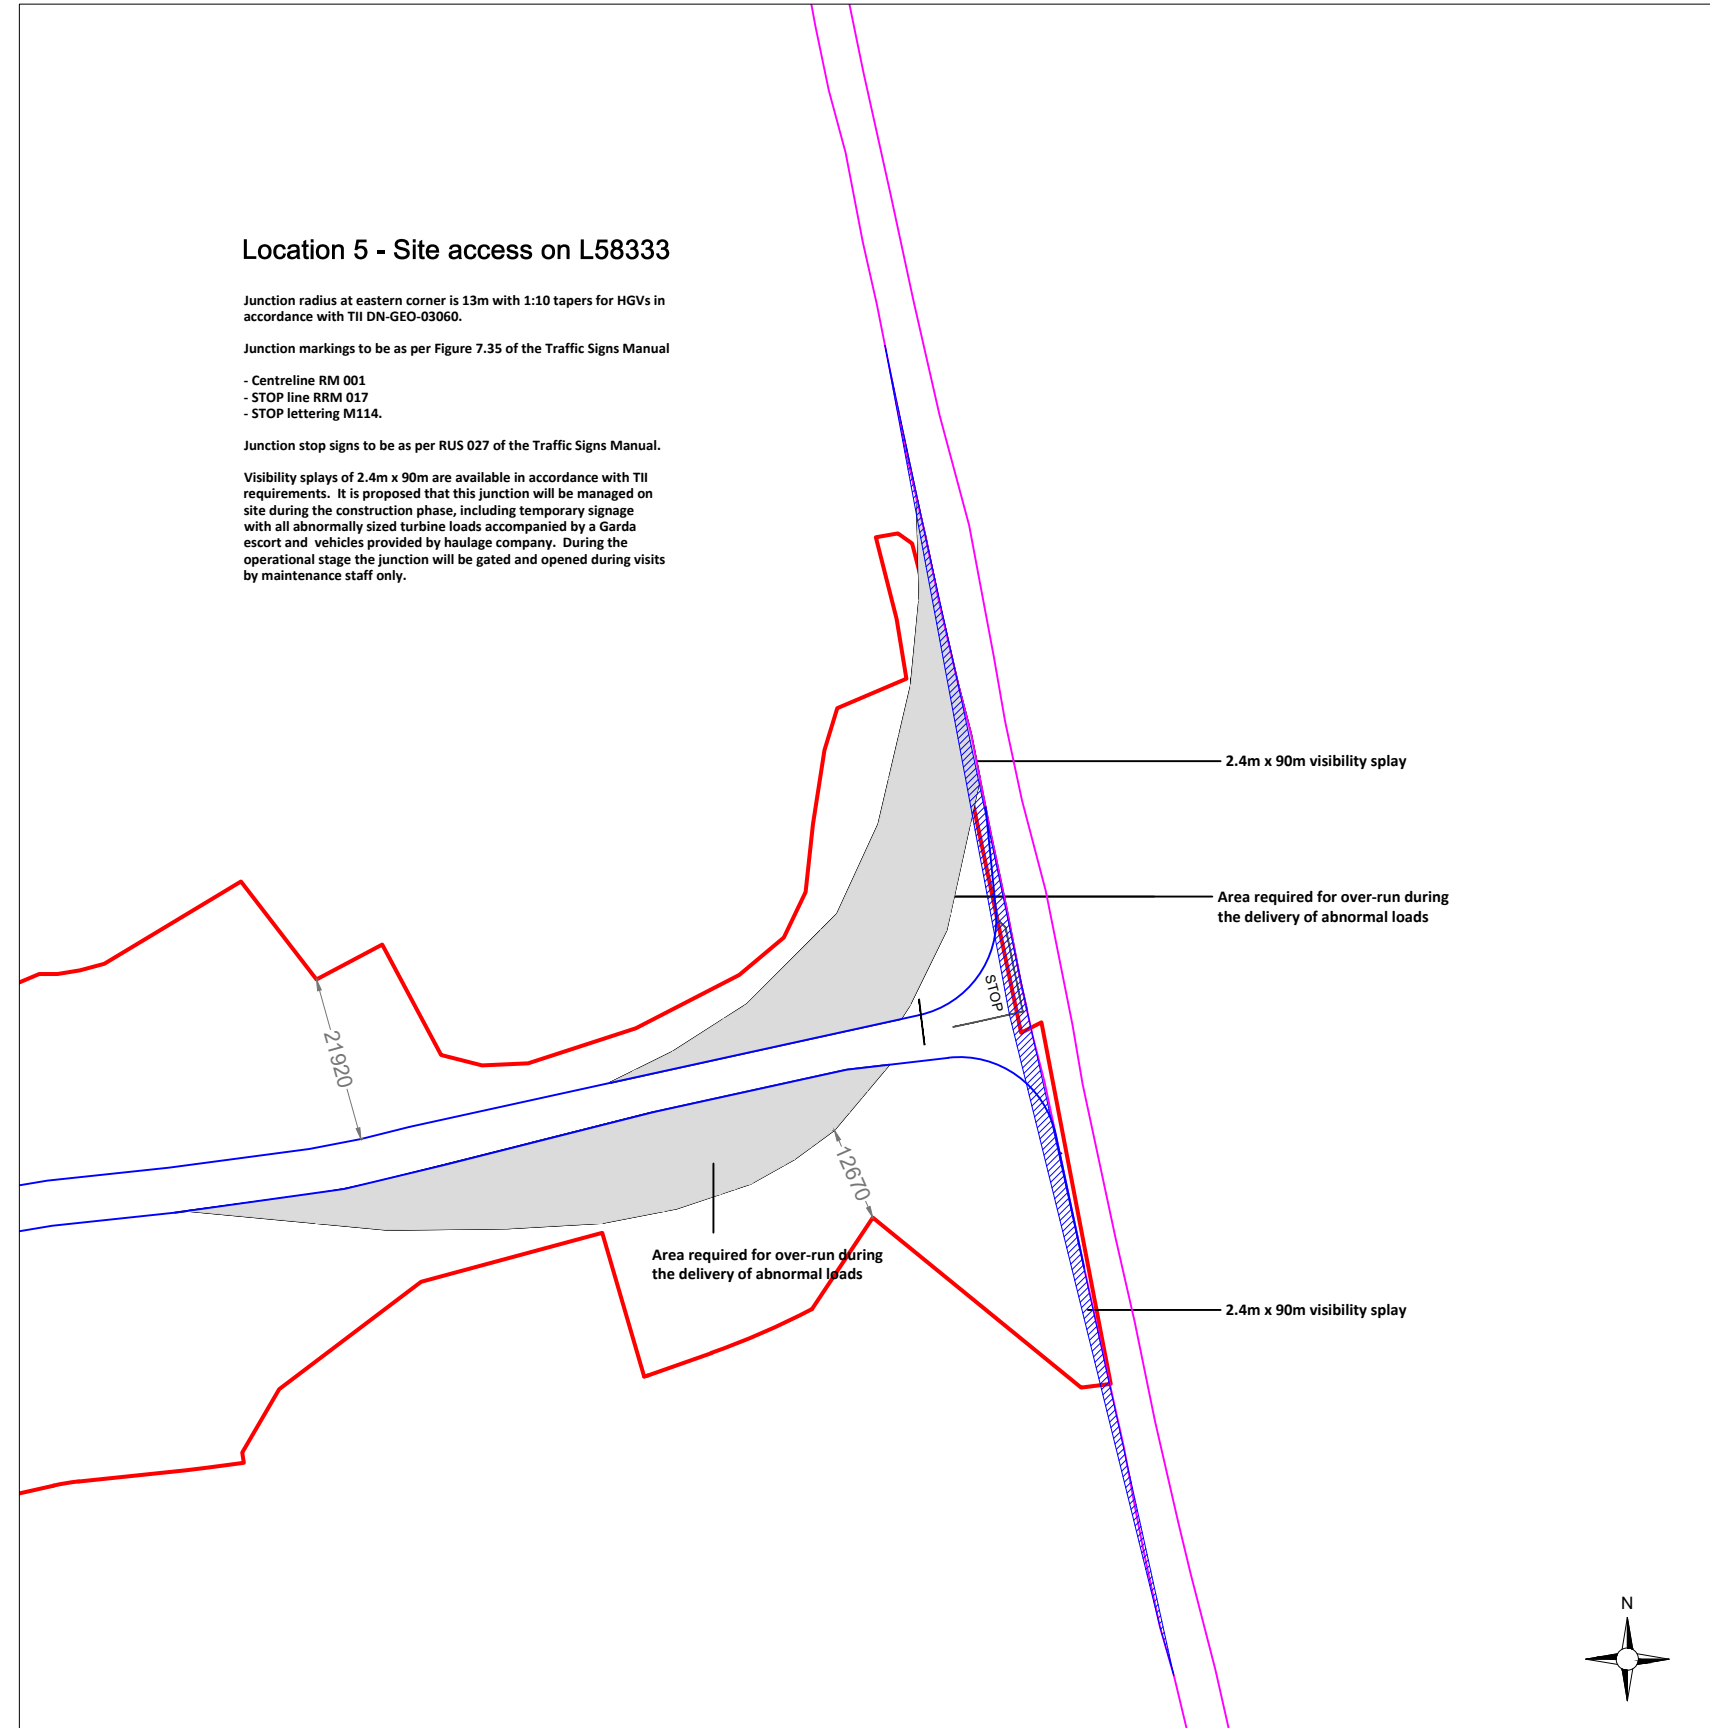 Location 5 - Site access on L58333
Junction radius at eastern corner is 13m with 1:10 tapers for HGVs in
accordance with TII DN-GEO-03060.
Junction markings to be as per Figure 7.35 of the Traffic Signs Manual
- Centreline RM 001
- STOP line RRM 017
- STOP lettering M114.
Junction stop signs to be as per RUS 027 of the Traffic Signs Manual.
Visibility splays of 2.4m x 90m are available in accordance with TII
requirements. It is proposed that this junction will be managed on
site during the construction phase, including temporary signage
with all abnormally sized turbine loads accompanied by a Garda
escort and vehicles provided by haulage company. During the
operational stage the junction will be gated and opened during visits
by maintenance staff only.
2.4m x 90m visibility splay
Area required for over-run during
the delivery of abnormal loads
STOP
21920
12670
Area required for over-run during
the delivery of abnormal loads
2.4m x 90m visibility splay
N